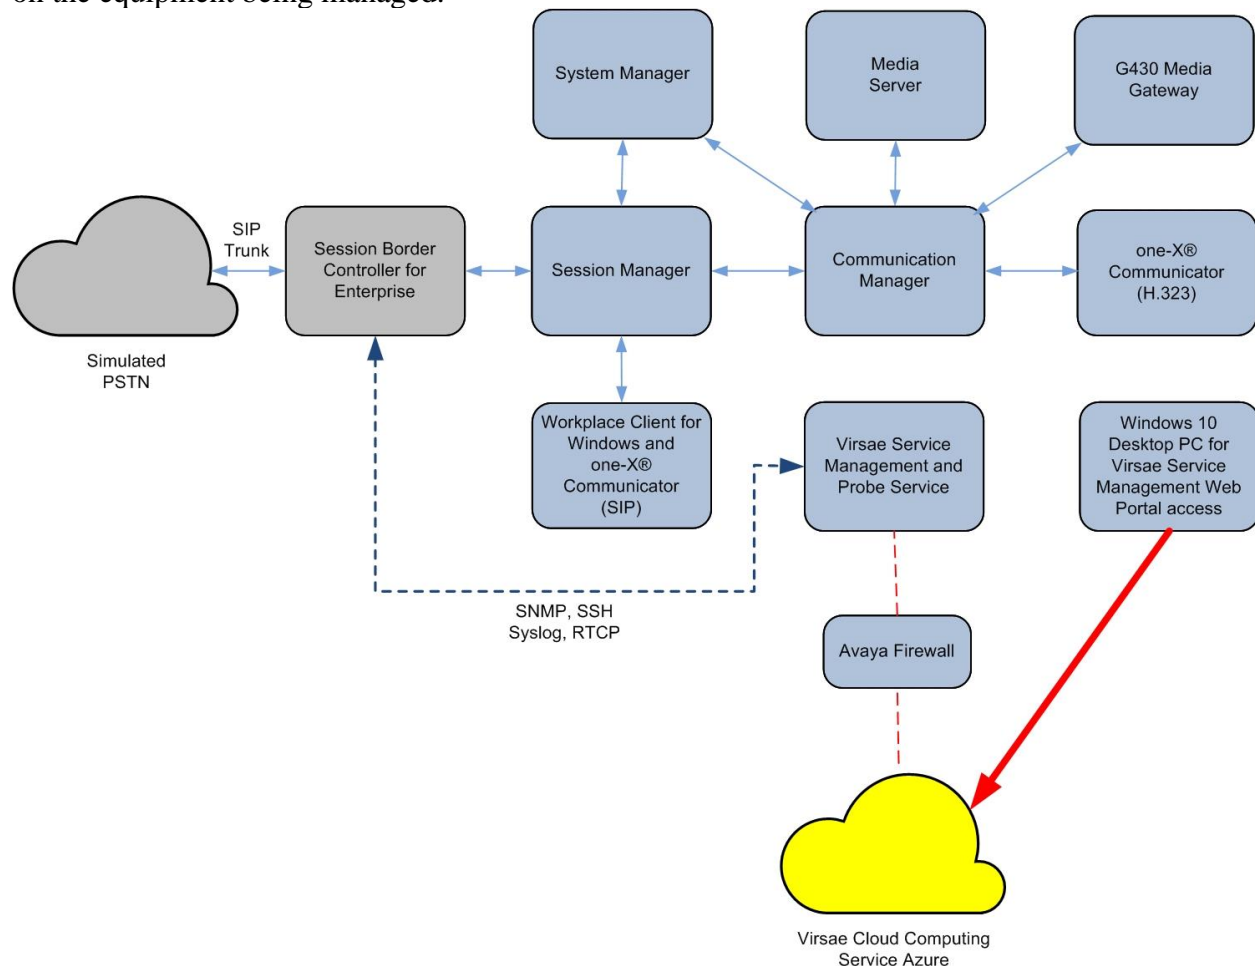 on the equipment being managed.
System Manager
Media
Server
G430 Media
Gateway
SIP
Trunk
Session Border
Controller for
Enterprise
Session Manager
Communication
Manager
one-X®
Communicator
(H.323)
Simulated
PSTN
Workplace Client for
Windows and
one-X®
Communicator
(SIP)
Virsae Service
Management and
Probe Service
Windows 10
Desktop PC for
Virsae Service
Management Web
Portal access
SNMP, SSH
Syslog, RTCP
Avaya Firewall
Virsae Cloud Computing
Service Azure